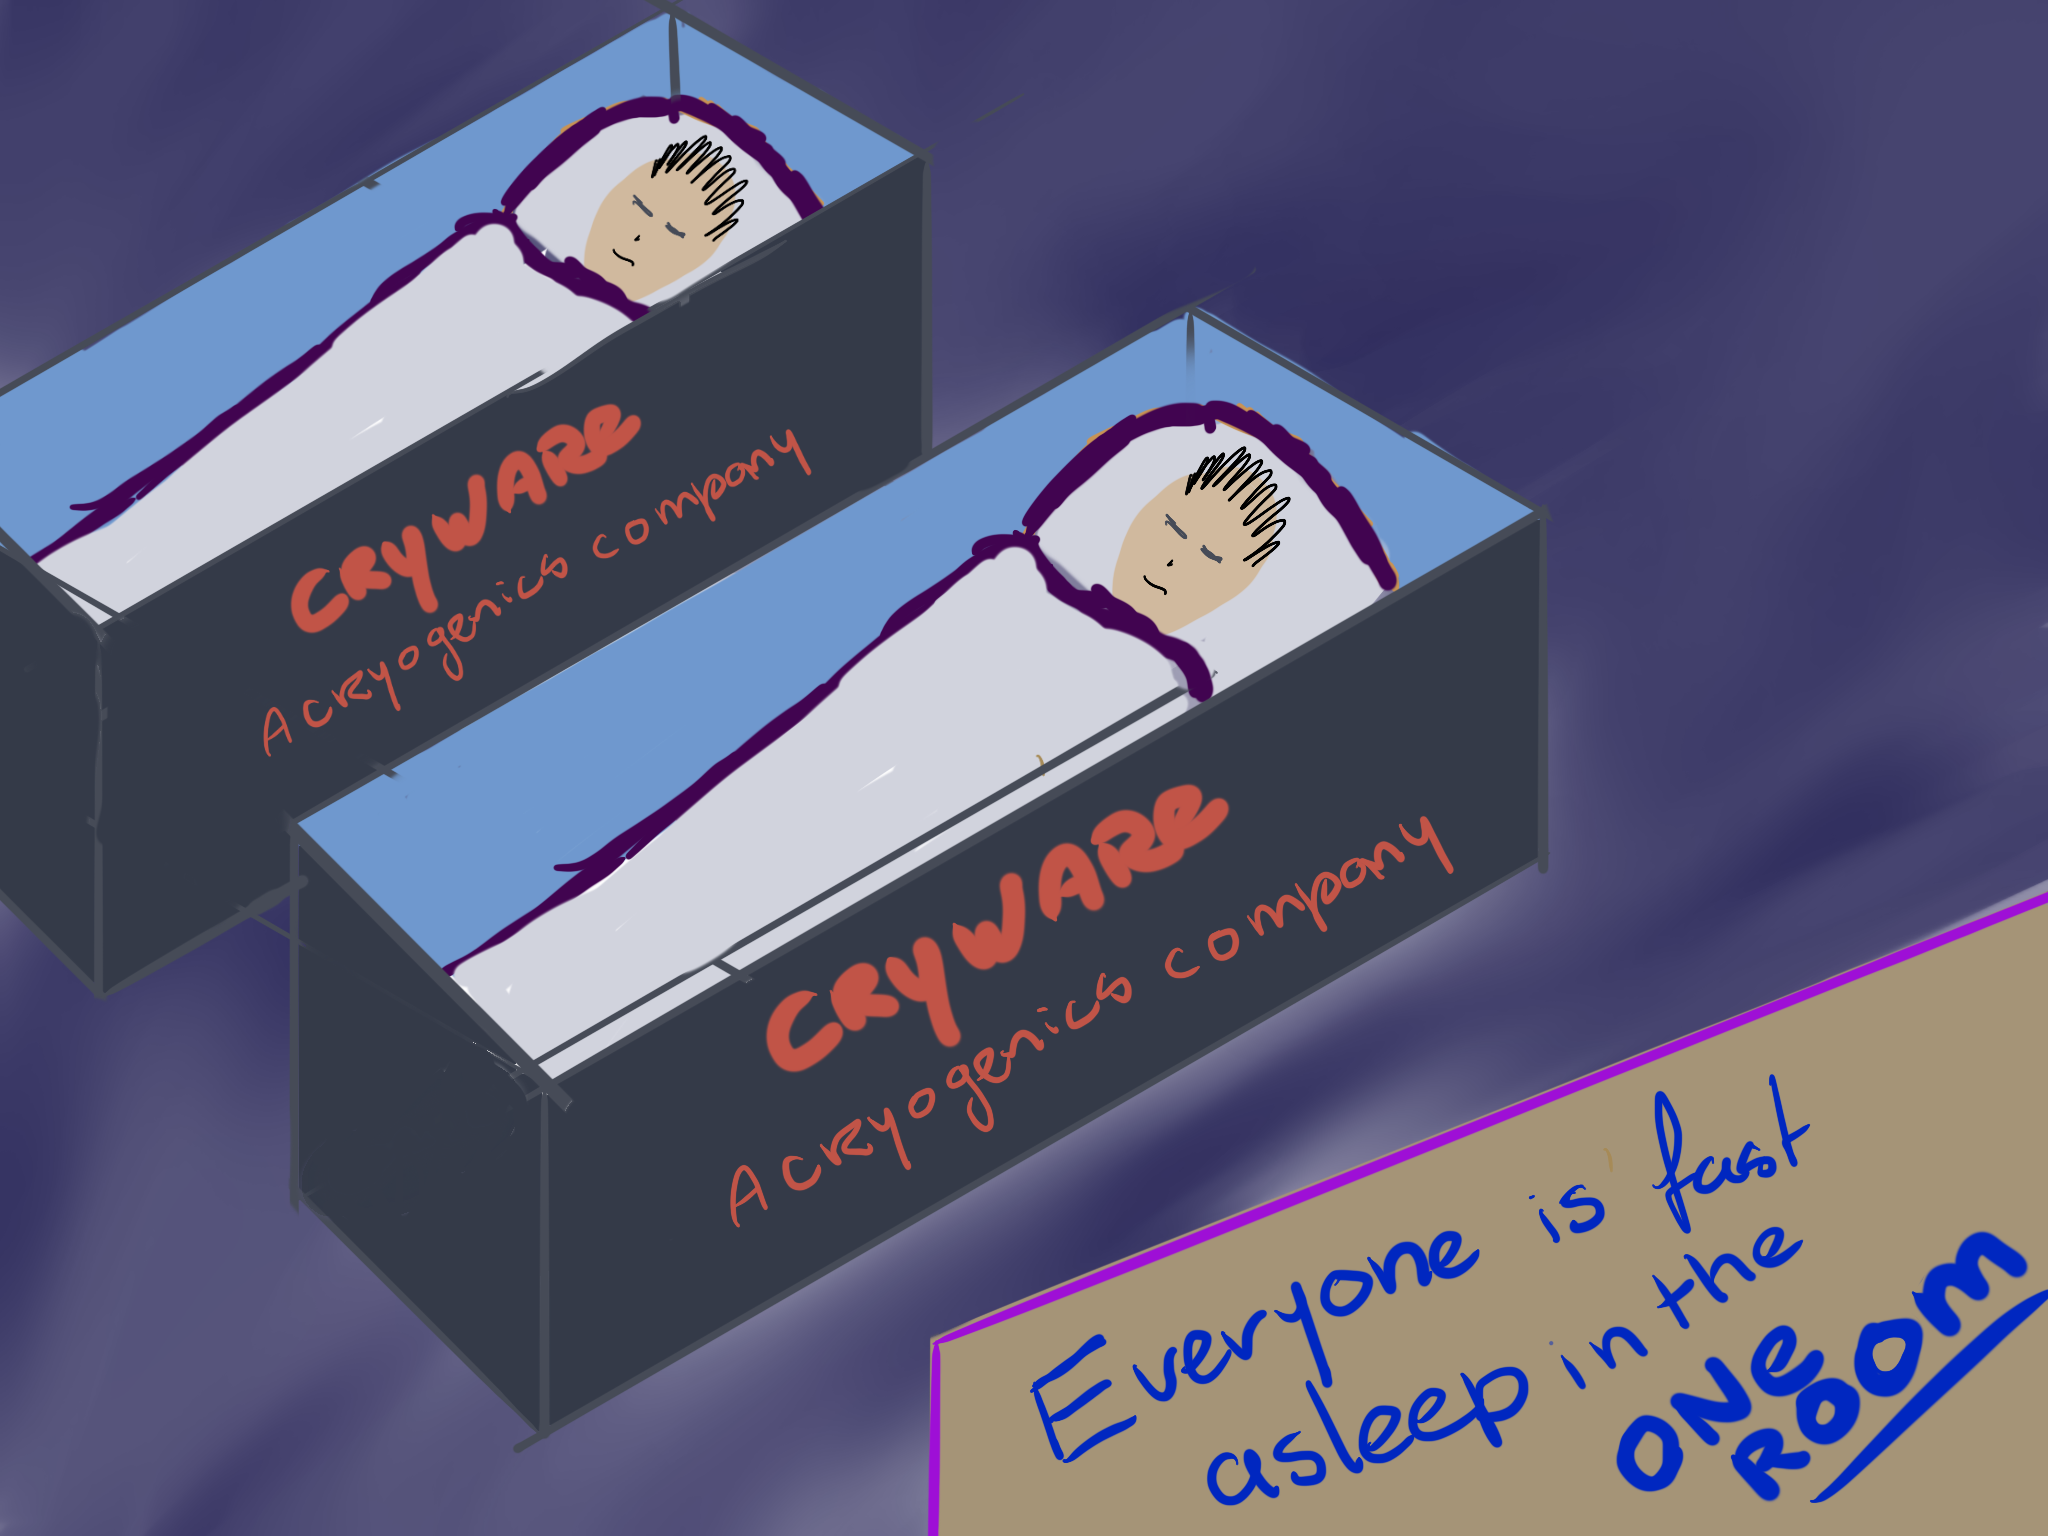 CRYWARE
A cryogenics company
CRYWARE
A cryogenics company
Everyone is fast
asleep in the
ONE
ROOM